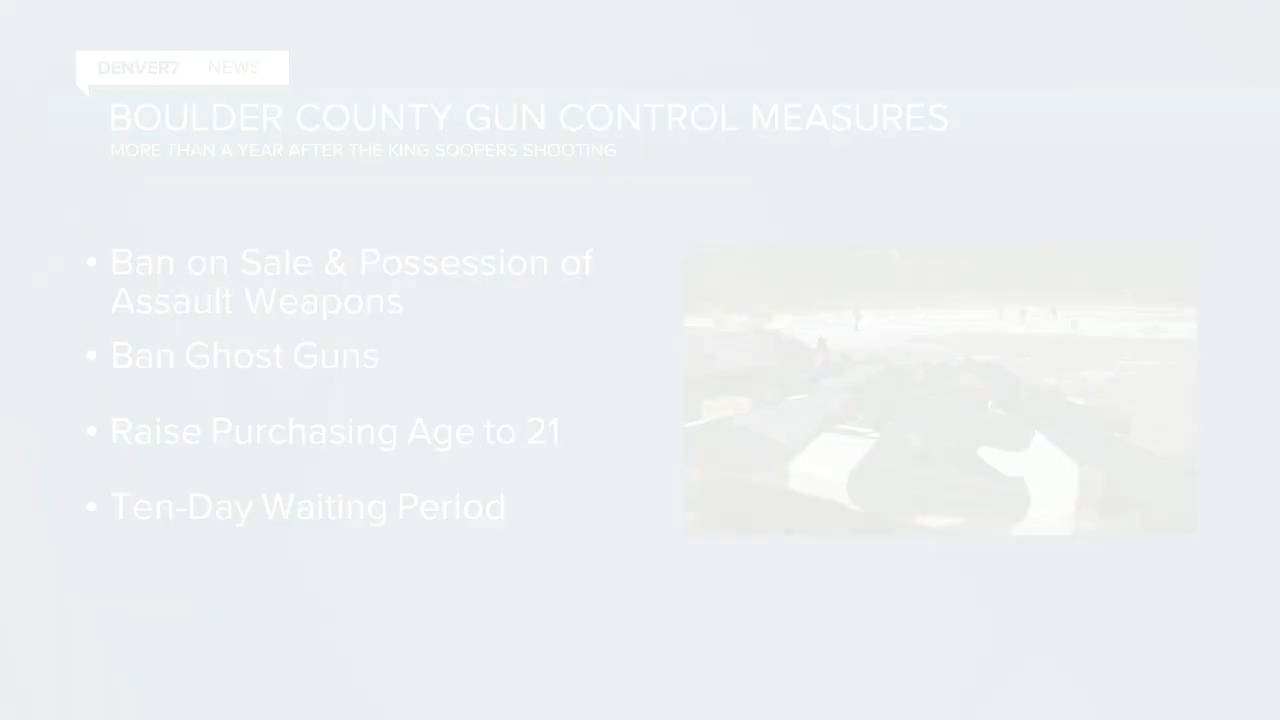 DENVER7 NEWS
BOULDER COUNTY GUN CONTROL MEASURES
MORE THAN A YEAR AFTER THE KING SOOPERS SHOOTING
• Ban on Sale & Possession of
Assault Weapons
• Ban Ghost Guns
• Raise Purchasing Age to 21
• Ten-Day Waiting Period